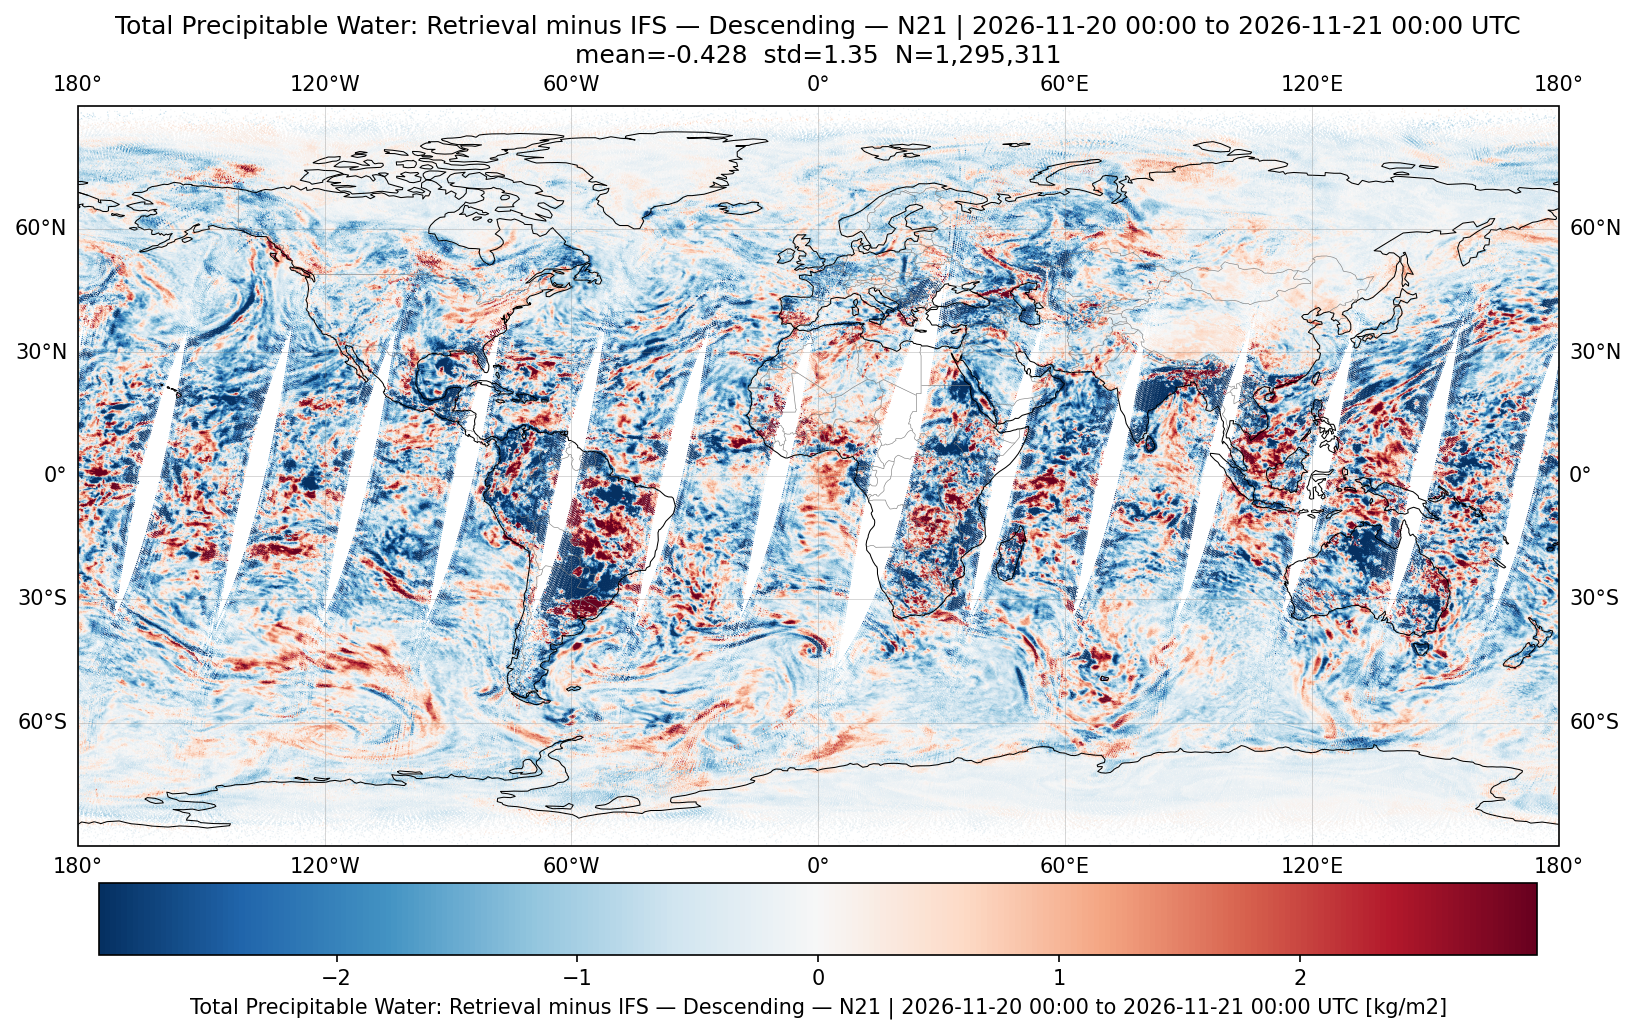 Total Precipitable Water: Retrieval minus IFS — Descending — N21 | 2026-11-20 00:00 to 2026-11-21 00:00 UTC
mean=-0.428 std=1.35 N=1,295,311
180° 120°W 60°W 0° 60°E 120°E 180°
60°N 60°N
30°N 30°N
0° 0°
30°S 30°S
60°S 60°S
180° 120°W 60°W 0° 60°E 120°E 180°
−2 −1 0 1 2
Total Precipitable Water: Retrieval minus IFS — Descending — N21 | 2026-11-20 00:00 to 2026-11-21 00:00 UTC [kg/m2]